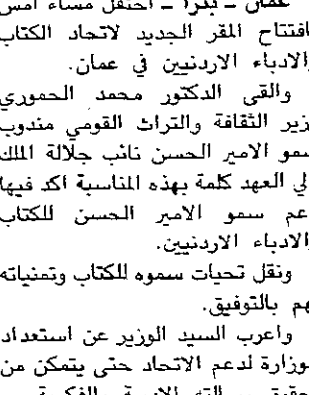 عمان ـ بترا ـ احتفل مساء امس
بافتتاح المقر الجديد لاتحاد الكتاب
والادباء الاردنيين في عمان.
والقى الدكتور محمد الحموري
وزير الثقافة والتراث القومي مندوب
سمو الامير الحسن نائب جلالة الملك
ولي العهد كلمة بهذه المناسبة اكد فيها
دعم سمو الامير الحسن للكتاب
والادباء الاردنيين.
ونقل تحيات سموه للكتاب وتمنياته
لهم بالتوفيق.
واعرب السيد الوزير عن استعداد
الوزارة لدعم الاتحاد حتى يتمكن من